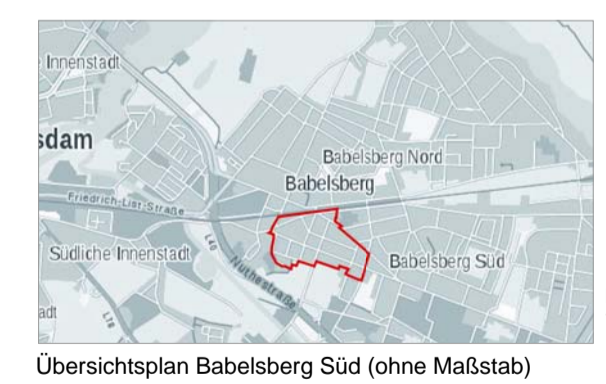 Innenstadt
sdam
Babelsberg Nord
Babelsberg
Friedrich-List-Straße
L40
Südliche Innenstadt
Nuthestraße
Babelsberg Süd
adt
L78
Übersichtsplan Babelsberg Süd (ohne Maßstab)